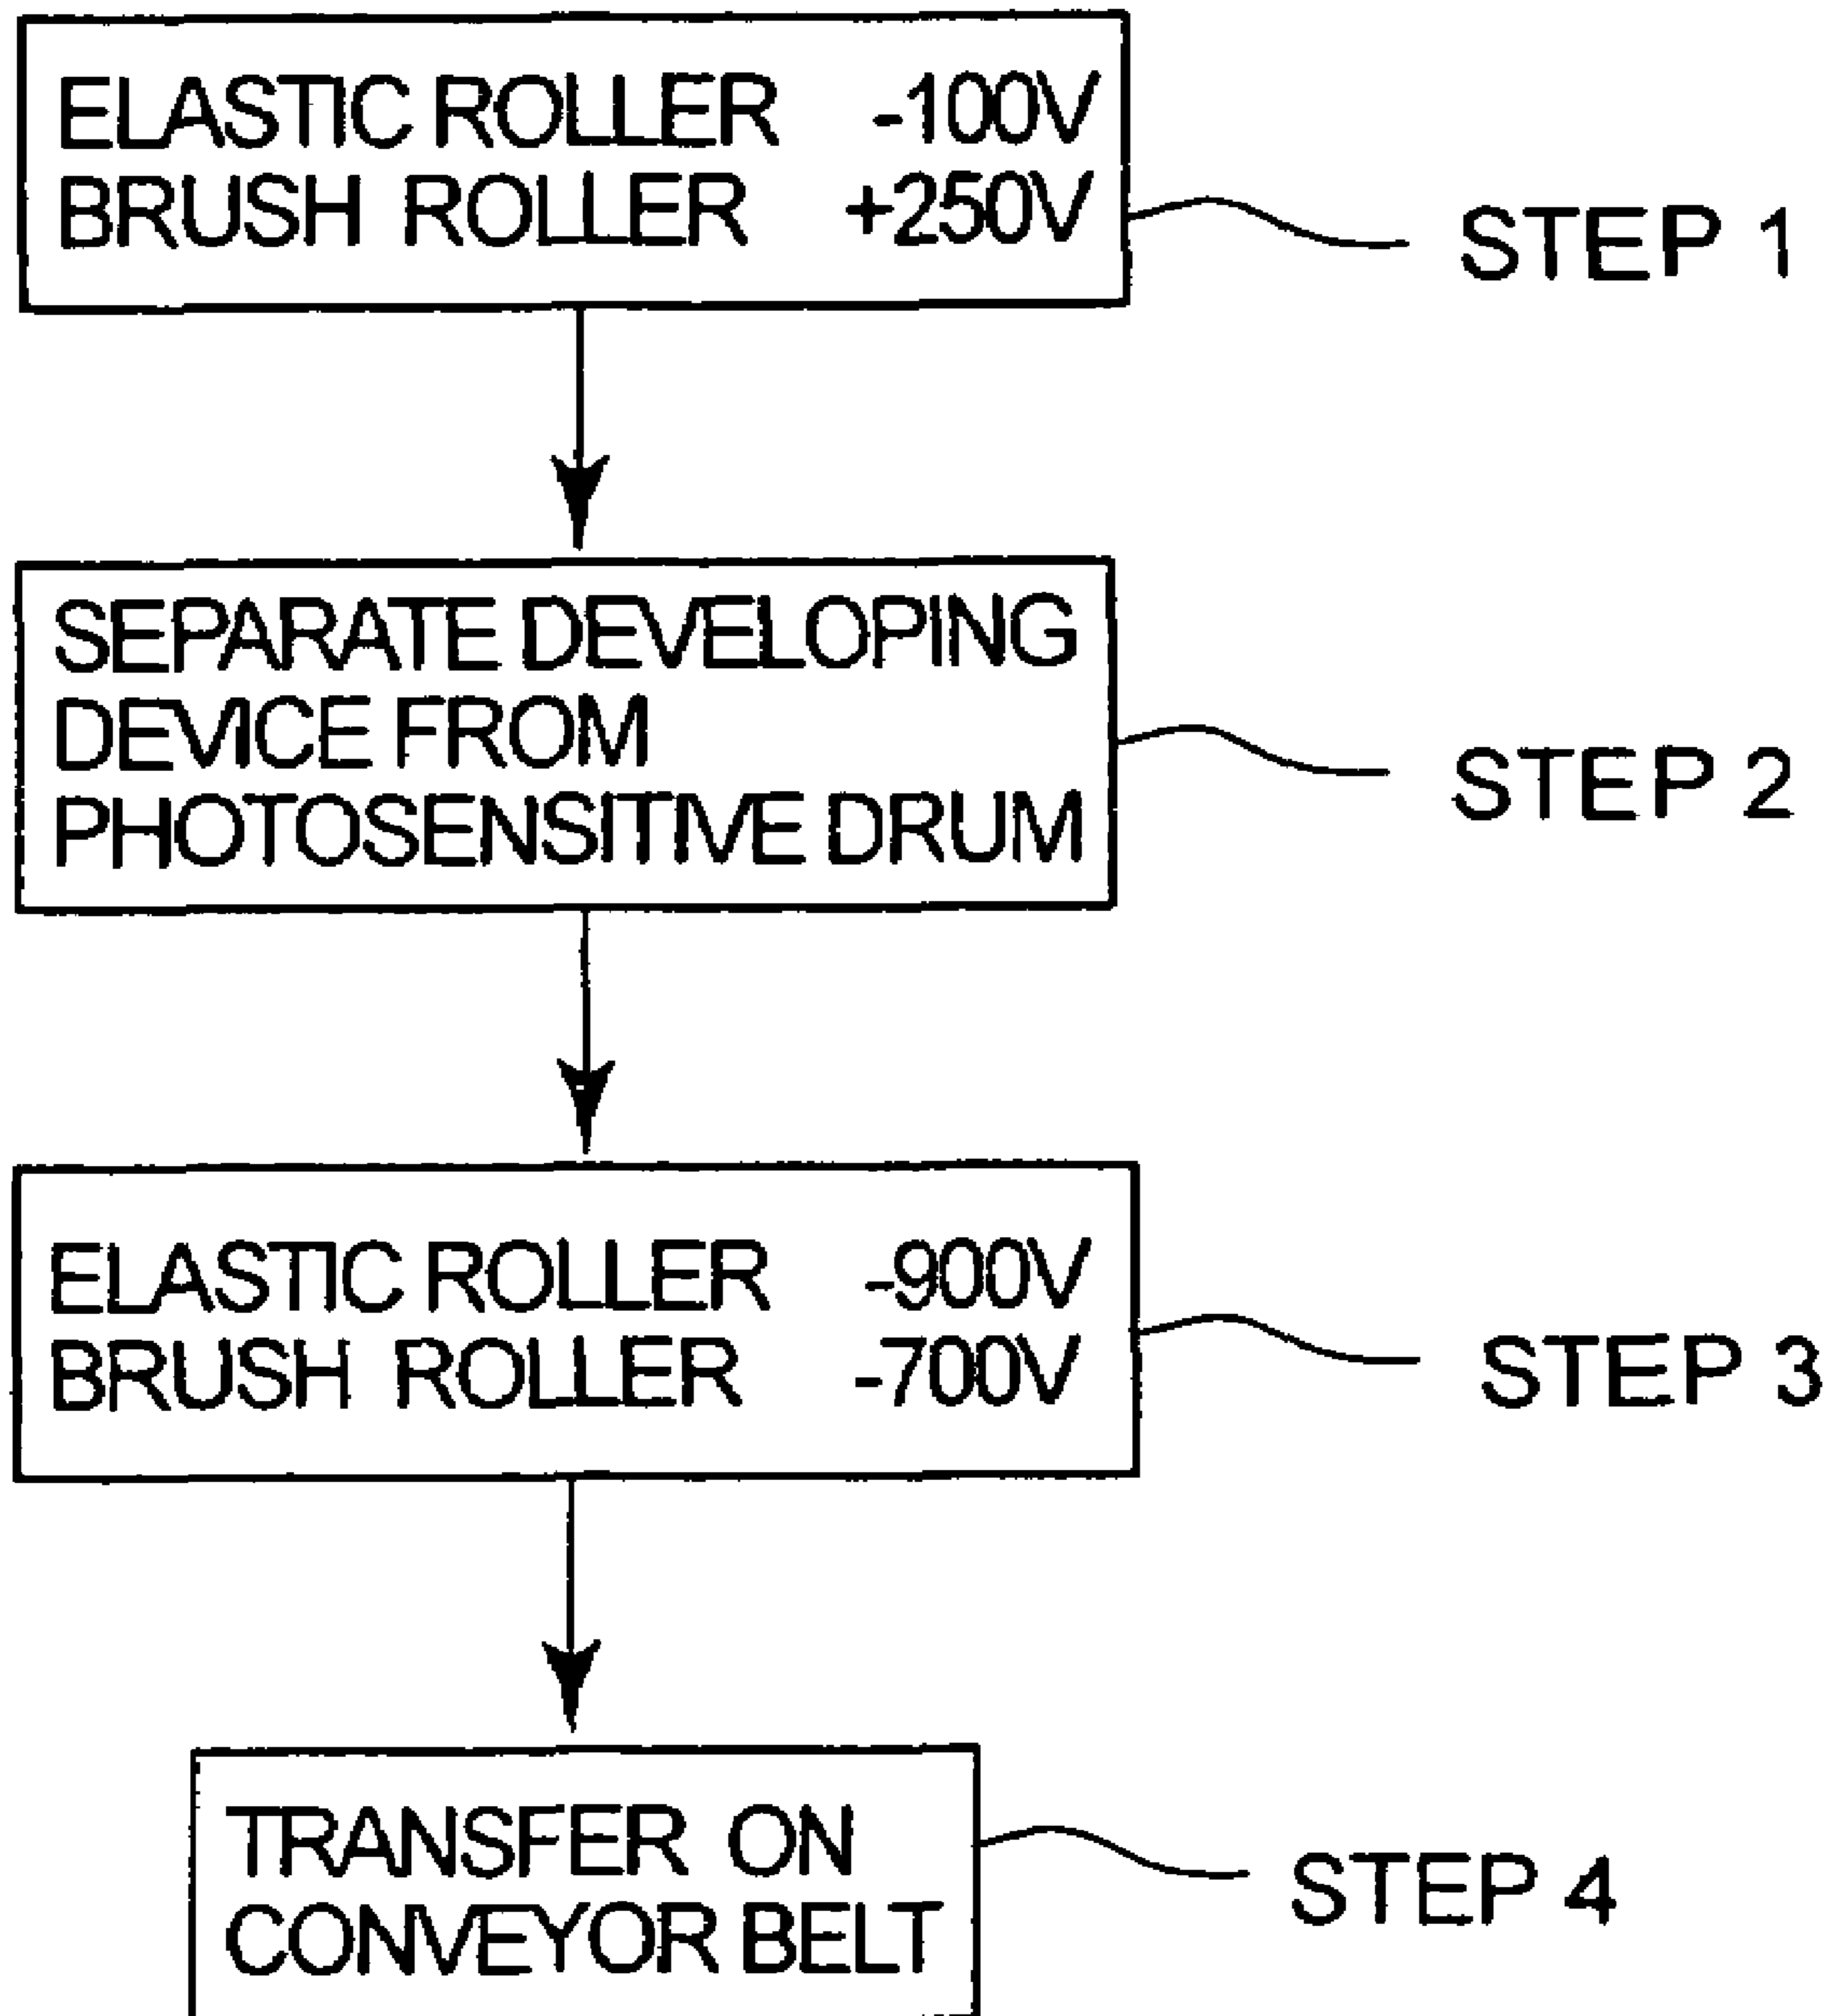 ELASTIC ROLLER -100V
BRUSH ROLLER +250V
STEP 1
SEPARATE DEVELOPING
DEVICE FROM
PHOTOSENSITIVE DRUM
STEP 2
ELASTIC ROLLER -900V
BRUSH ROLLER -700V
STEP 3
TRANSFER ON
CONVEYOR BELT
STEP 4